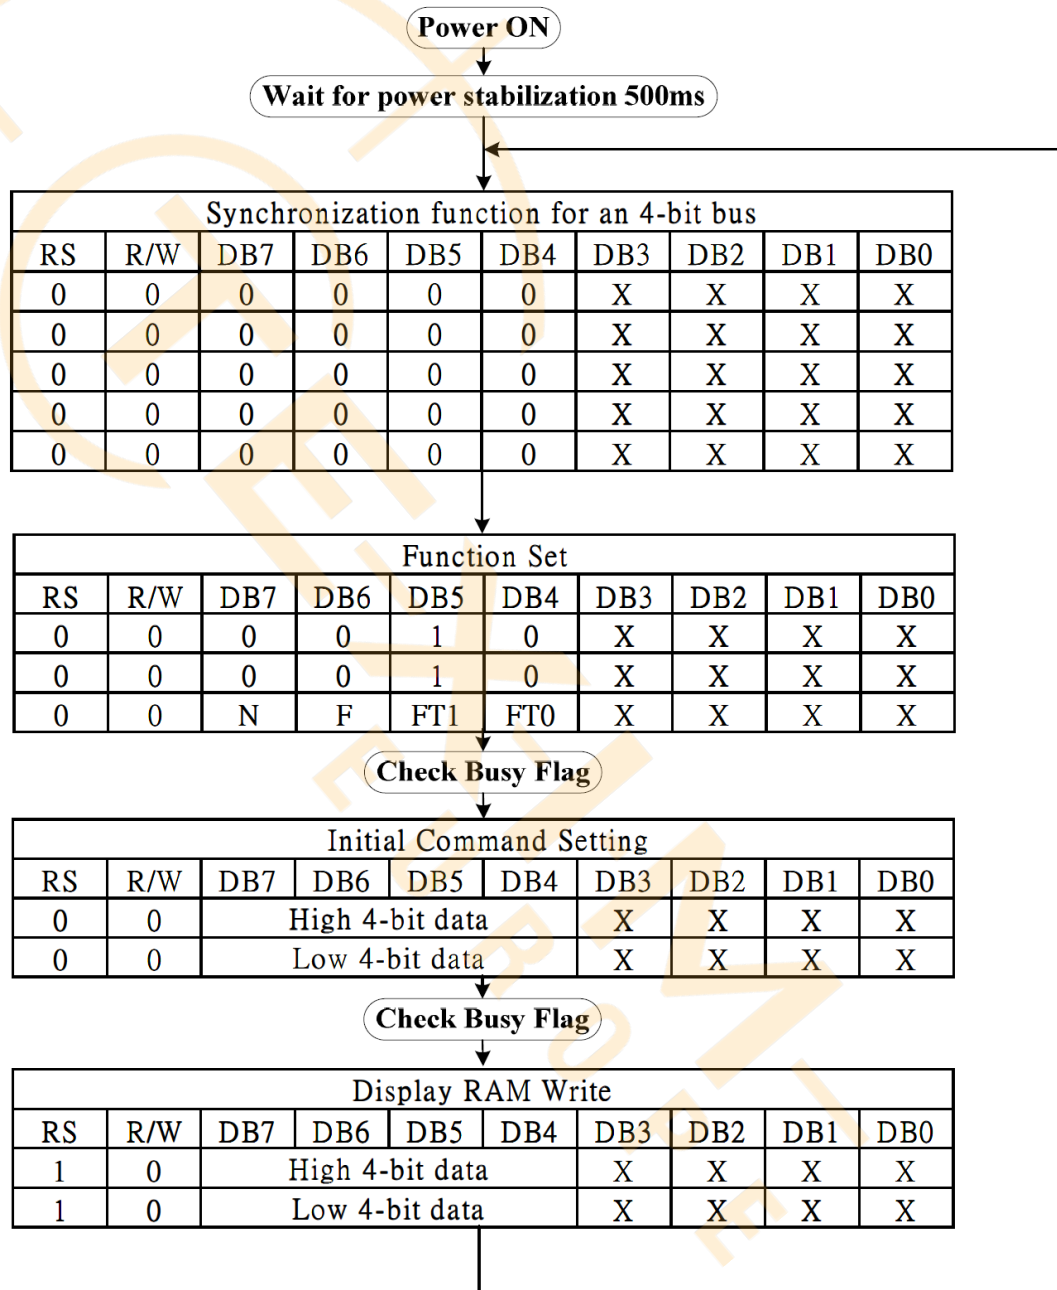 Power ON
Wait for power stabilization 500ms
Synchronization function for an 4-bit bus
RS R/W DB7 DB6 DB5 DB4 DB3 DB2 DB1 DB0
0 0 0 0 0 0 X X X X
0 0 0 0 0 0 X X X X
0 0 0 0 0 0 X X X X
0 0 0 0 0 0 X X X X
0 0 0 0 0 0 X X X X
Function Set
RS R/W DB7 DB6 DB5 DB4 DB3 DB2 DB1 DB0
0 0 0 0 1 0 X X X X
0 0 0 0 1 0 X X X X
0 0 N F FT1 FT0 X X X X
Check Busy Flag
Initial Command Setting
RS R/W DB7 DB6 DB5 DB4 DB3 DB2 DB1 DB0
0 0 High 4-bit data X X X X
0 0 Low 4-bit data X X X X
Check Busy Flag
Display RAM Write
RS R/W DB7 DB6 DB5 DB4 DB3 DB2 DB1 DB0
1 0 High 4-bit data X X X X
1 0 Low 4-bit data X X X X